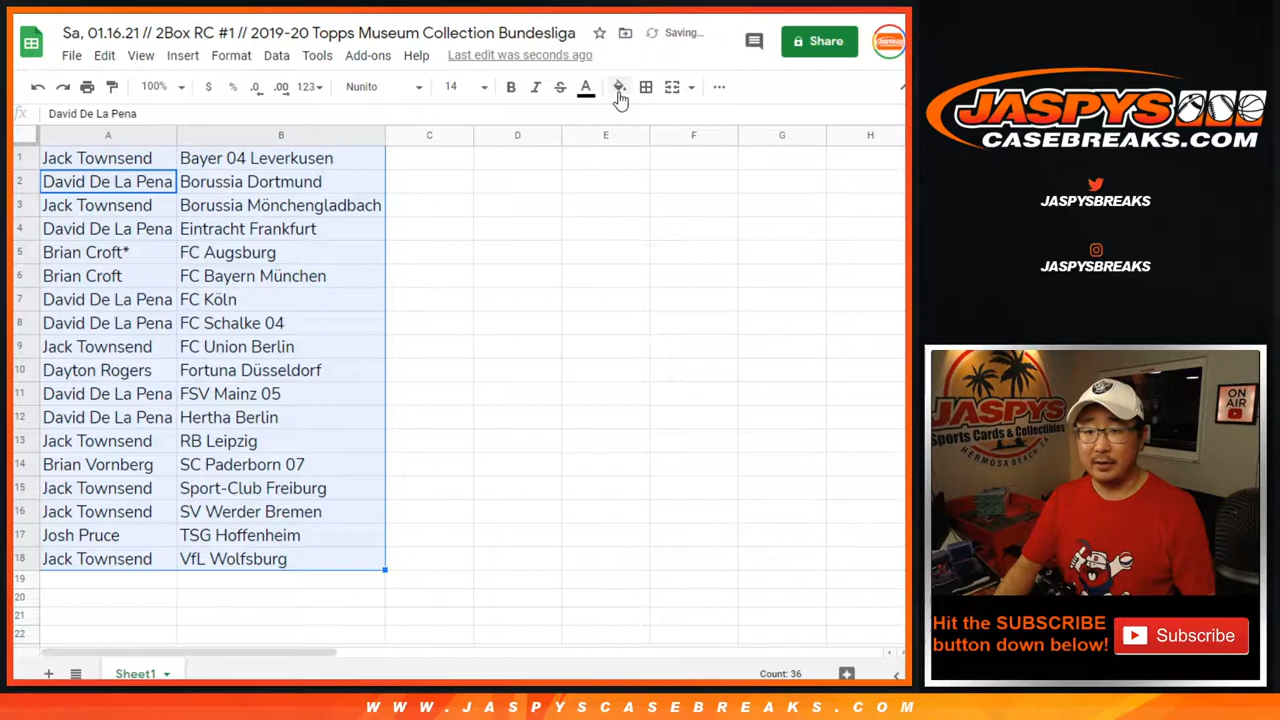 Sa, 01.16.21 // 2Box RC #1 // 2019-20 Topps Museum Collection Bundesliga
Saving...
Share
File Edit View Insert Format Data Tools Add-ons Help Last edit was seconds ago
100% $ % .0 .00 123 Nunito 14 B I S A ...
fx David De La Pena
A B C D E F G H
1 Jack Townsend Bayer 04 Leverkusen
2 David De La Pena Borussia Dortmund
3 Jack Townsend Borussia Mönchengladbach
4 David De La Pena Eintracht Frankfurt
5 Brian Croft* FC Augsburg
6 Brian Croft FC Bayern München
7 David De La Pena FC Köln
8 David De La Pena FC Schalke 04
9 Jack Townsend FC Union Berlin
10 Dayton Rogers Fortuna Düsseldorf
11 David De La Pena FSV Mainz 05
12 David De La Pena Hertha Berlin
13 Jack Townsend RB Leipzig
14 Brian Vornberg SC Paderborn 07
15 Jack Townsend Sport-Club Freiburg
16 Jack Townsend SV Werder Bremen
17 Josh Pruce TSG Hoffenheim
18 Jack Townsend VfL Wolfsburg
19
20
21
22
Sheet1
Count: 36
JASPYS
CASEBREAKS.COM
JASPYSBREAKS
JASPYSBREAKS
JASPYS
Sports Cards & Collectibles
HERMOSA BEACH, CA
ON AIR
Hit the SUBSCRIBE
button down below!
Subscribe
WWW.JASPYSCASEBREAKS.COM